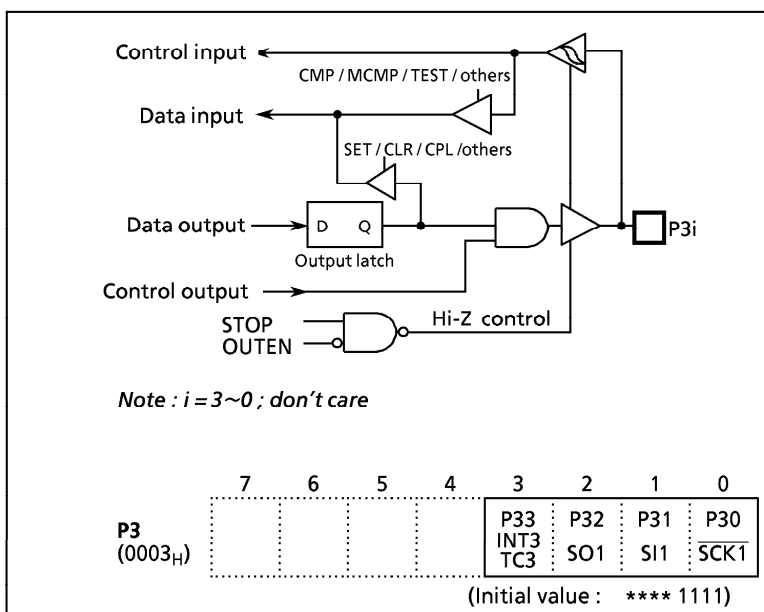 Control input
CMP / MCMP / TEST / others
Data input
SET / CLR / CPL /others
Data output
D Q
P3i
Output latch
Control output
STOP
Hi-Z control
OUTEN
Note : i = 3~0 ; don't care
7 6 5 4 3 2 1 0
P3
(0003H)
P33 P32 P31 P30
INT3
TC3 SO1 SI1 SCK1
(Initial value : **** 1111)